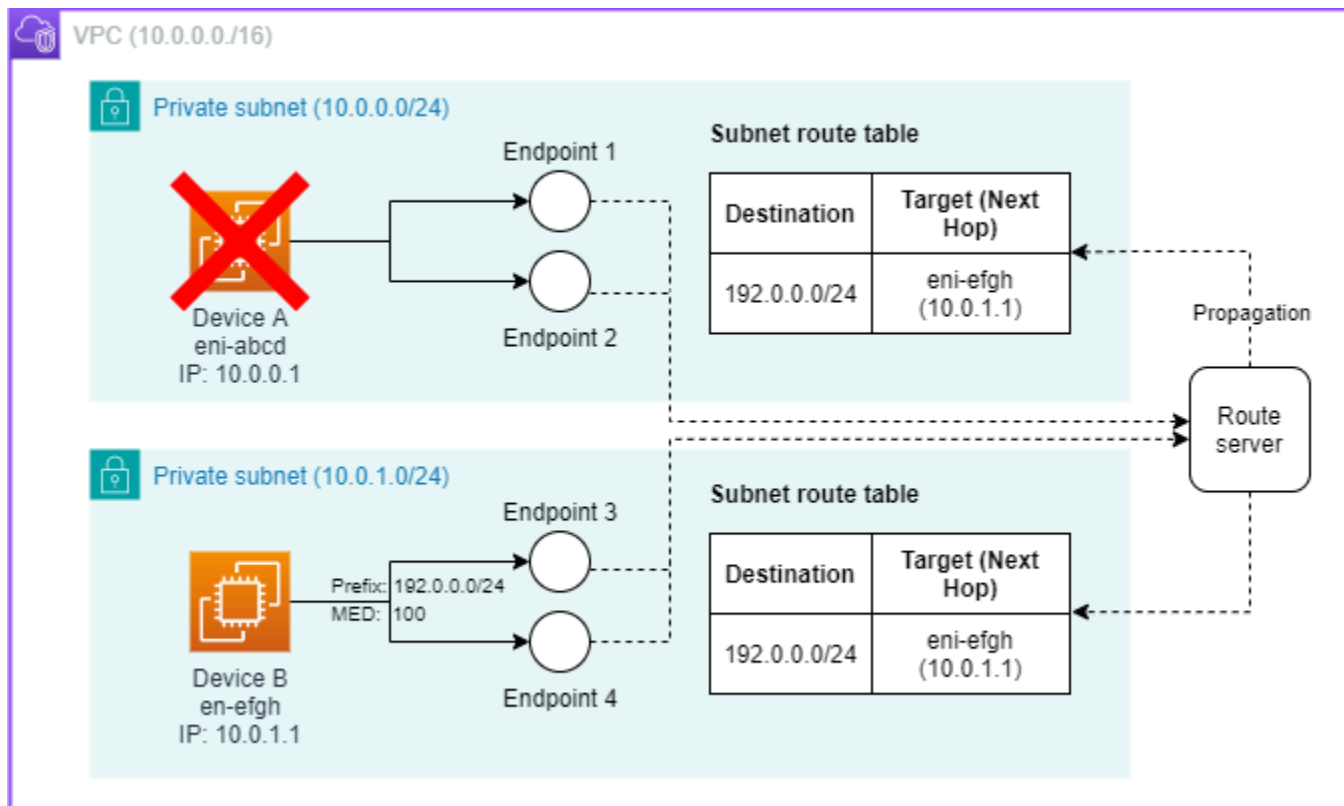 VPC (10.0.0.0./16)
Private subnet (10.0.0.0/24)
Endpoint 1
Endpoint 2
Device A
eni-abcd
IP: 10.0.0.1
Subnet route table
Destination
Target (Next
Hop)
192.0.0.0/24
eni-efgh
(10.0.1.1)
Propagation
Route
server
Private subnet (10.0.1.0/24)
Endpoint 3
Prefix: 192.0.0.0/24
MED: 100
Endpoint 4
Device B
en-efgh
IP: 10.0.1.1
Subnet route table
Destination
Target (Next
Hop)
192.0.0.0/24
eni-efgh
(10.0.1.1)